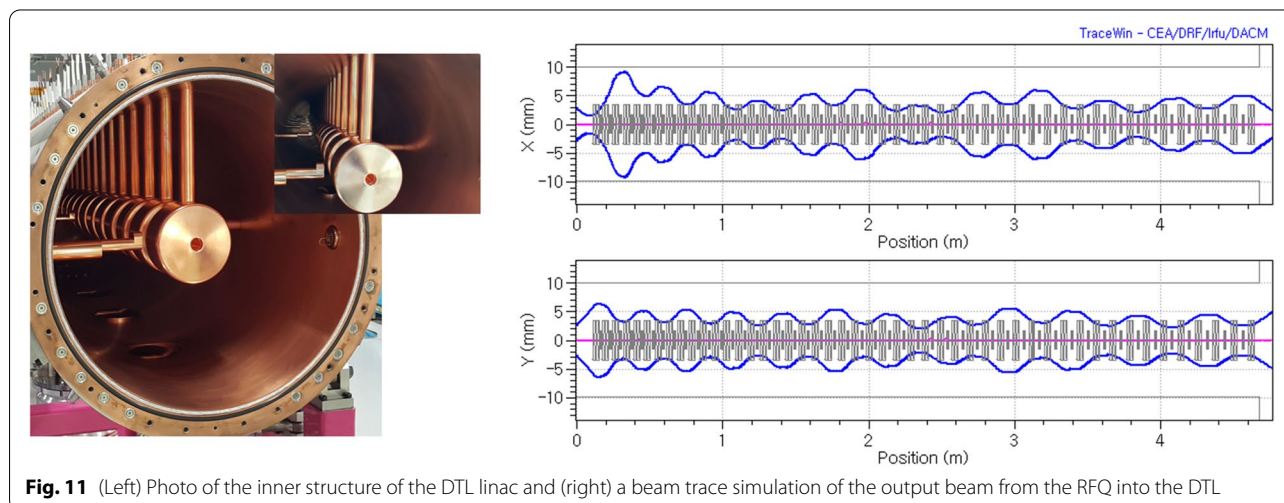 TraceWin - CEA/DRF/Irfu/DACM
X (mm)
10
5
0
-5
-10
0 1 2 3 4
Position (m)
Y (mm)
10
5
0
-5
-10
0 1 2 3 4
Position (m)
Fig. 11 (Left) Photo of the inner structure of the DTL linac and (right) a beam trace simulation of the output beam from the RFQ into the DTL